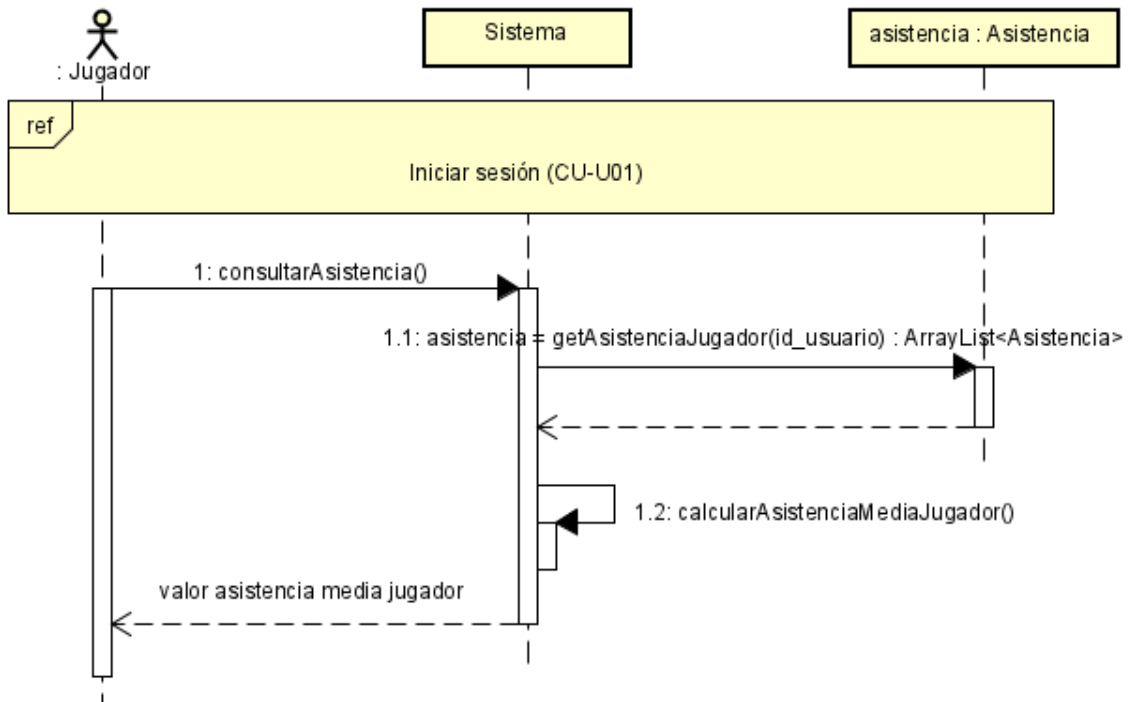 Sistema
asistencia : Asistencia
: Jugador
ref
Iniciar sesión (CU-U01)
1: consultarAsistencia()
1.1: asistencia = getAsistenciaJugador(id_usuario) : ArrayList<Asistencia>
1.2: calcularAsistenciaMediaJugador()
valor asistencia media jugador